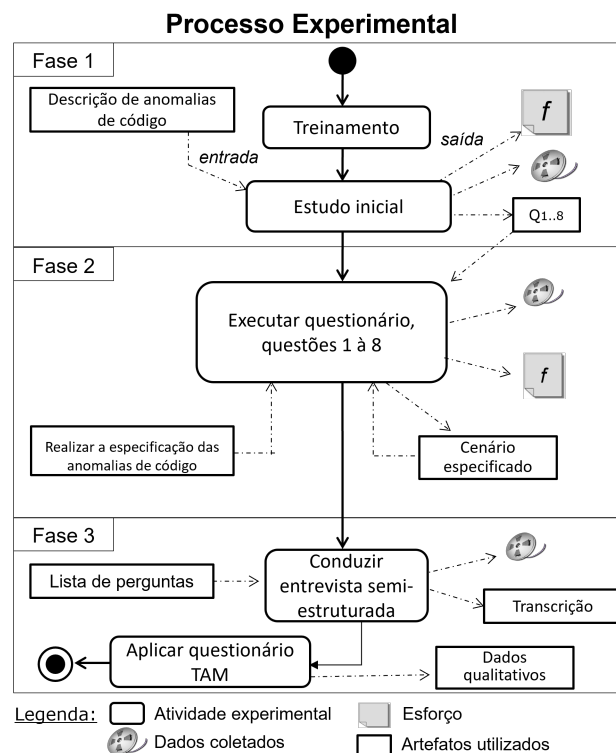 Processo Experimental
Fase 1
Descrição de anomalias
de código
Treinamento
f
entrada
saída
Estudo inicial
Q1..8
Fase 2
Executar questionário,
questões 1 à 8
f
Realizar a especificação das
anomalias de código
Cenário
especificado
Fase 3
Lista de perguntas
Conduzir
entrevista semi-
estruturada
Transcrição
Aplicar questionário
TAM
Dados
qualitativos
Legenda:
Atividade experimental
Esforço
Dados coletados
Artefatos utilizados